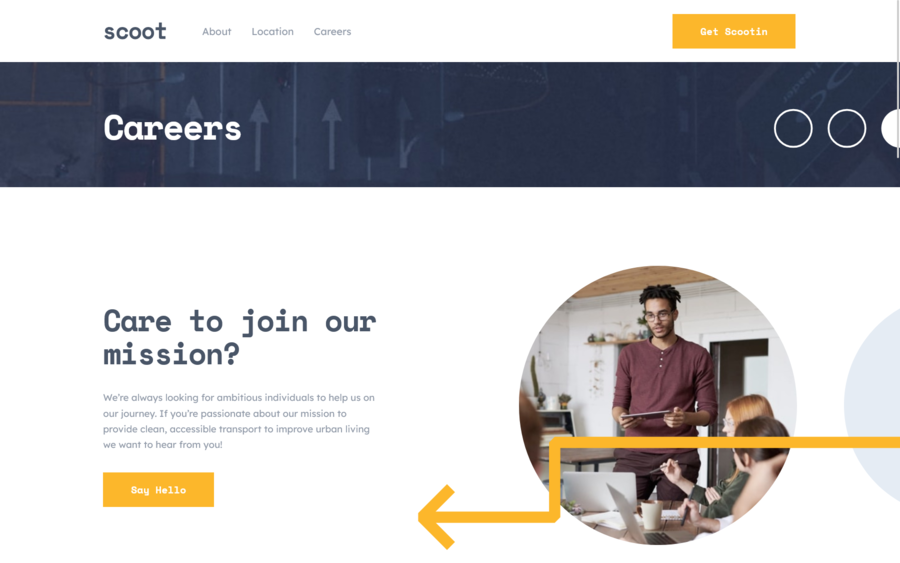 scoot
About
Location
Careers
Get Scootin
Careers
Care to join our
mission?
We're always looking for ambitious individuals to help us on
our journey. If you're passionate about our mission to
provide clean, accessible transport to improve urban living
we want to hear from you!
Say Hello